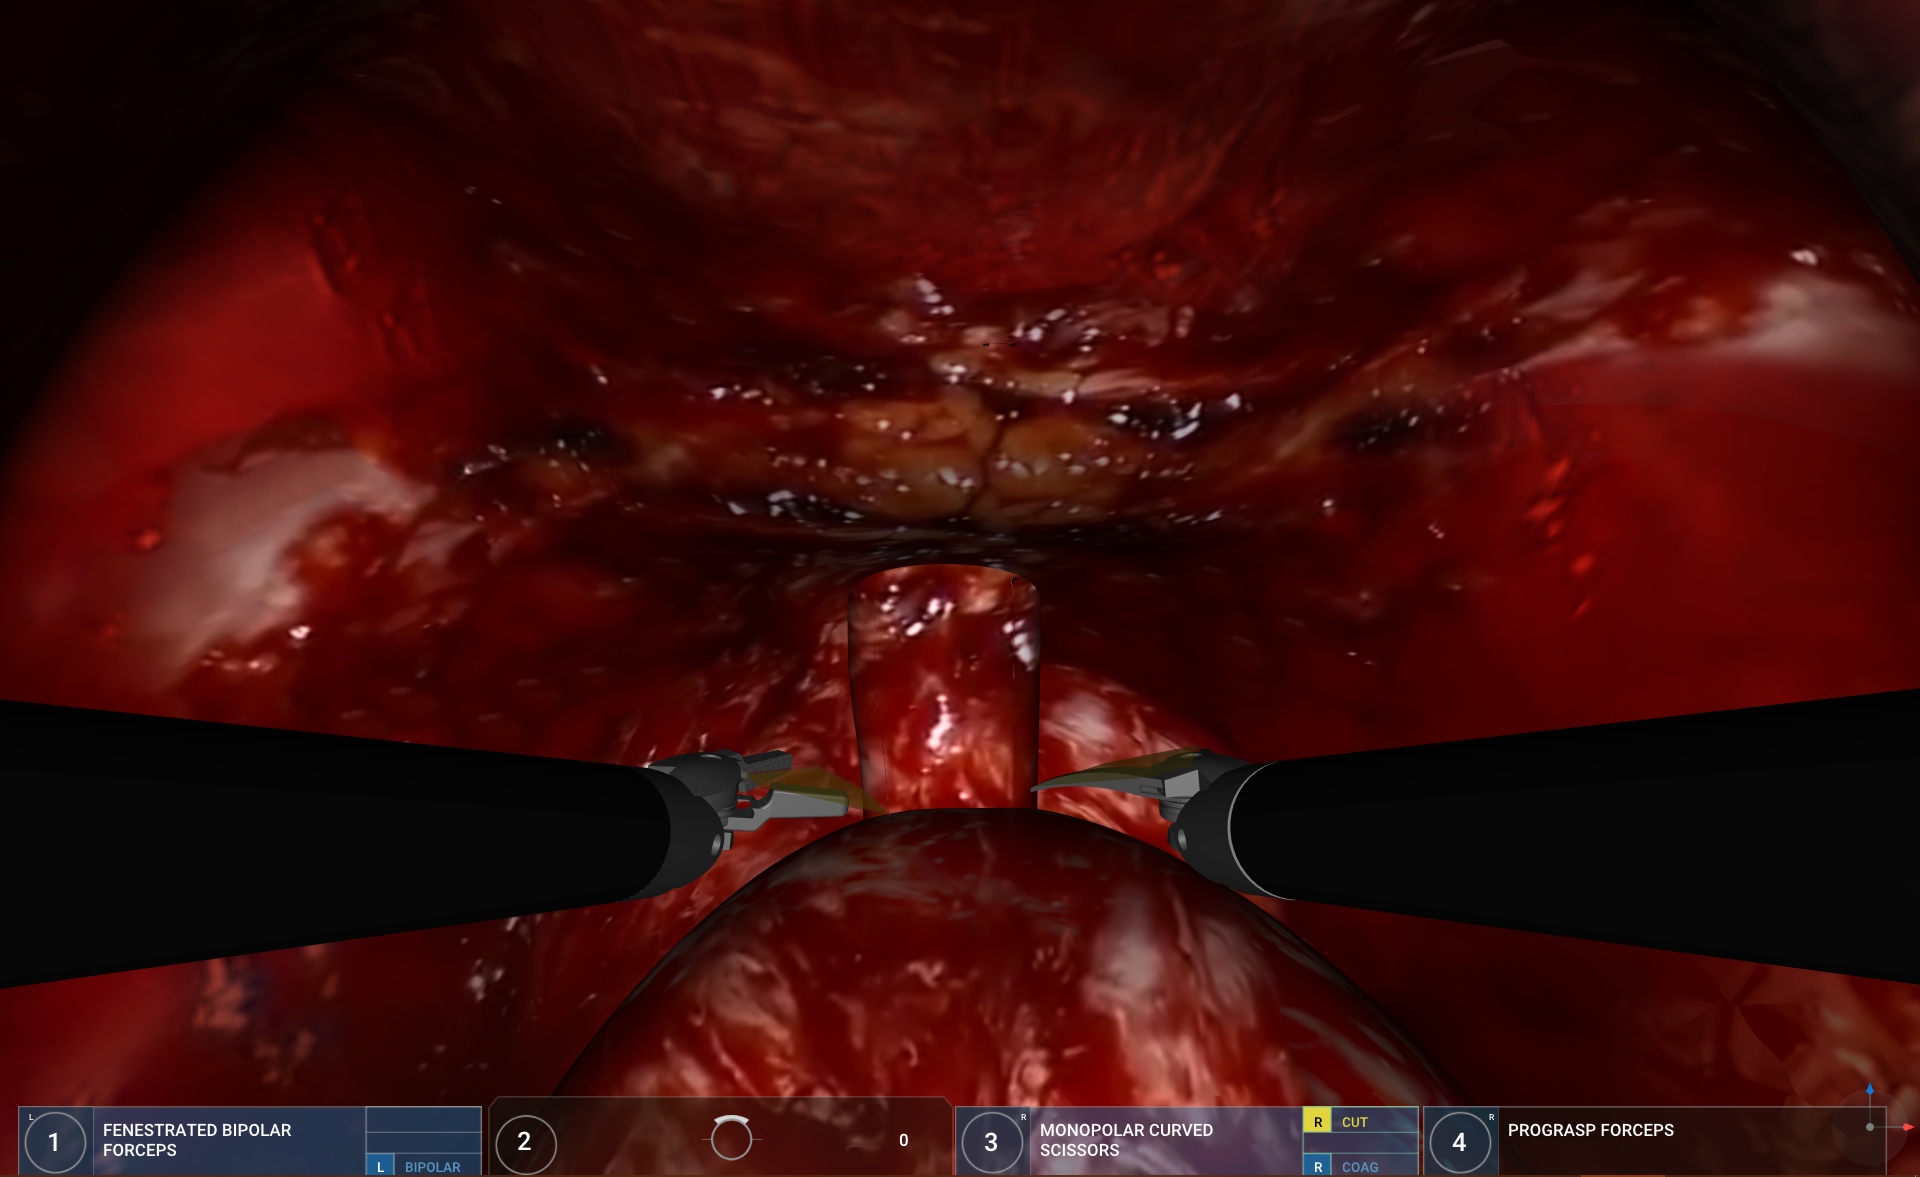 L
1
FENESTRATED BIPOLAR
FORCEPS
L BIPOLAR
2
0
R
3
MONOPOLAR CURVED
SCISSORS
R CUT
R COAG
R
4
PROGRASP FORCEPS